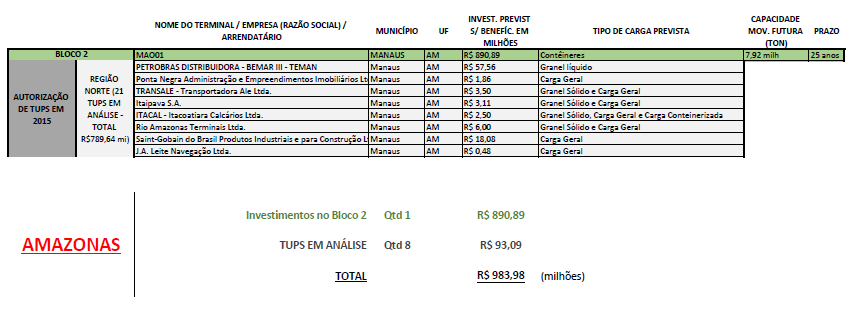 NOME DO TERMINAL / EMPRESA (RAZÃO SOCIAL) / ARRENDATÁRIO MUNICÍPIO UF INVEST. PREVIST S/ BENEFÍC. EM MILHÕES TIPO DE CARGA PREVISTA CAPACIDADE MOV. FUTURA (TON) PRAZO
BLOCO 2 MAO01 MANAUS AM R$ 890,89 Contêineres 7,92 milh 25 anos
AUTORIZAÇÃO DE TUPS EM 2015
REGIÃO NORTE (21 TUPS EM ANÁLISE - TOTAL R$789,64 mi)
PETROBRAS DISTRIBUIDORA - BEMAR III - TEMAN Manaus AM R$ 57,56 Granel líquido
Ponta Negra Administração e Empreendimentos Imobiliários Lt Manaus AM R$ 1,86 Carga Geral
TRANSALE - Transportadora Ale Ltda. Manaus AM R$ 3,50 Granel Sólido e Carga Geral
Itaipava S.A. Manaus AM R$ 3,11 Granel Sólido e Carga Geral
ITACAL - Itacoatiara Calcários Ltda. Manaus AM R$ 2,50 Granel Sólido, Carga Geral e Carga Conteinerizada
Rio Amazonas Terminais Ltda. Manaus AM R$ 6,00 Granel Sólido e Carga Geral
Saint-Gobain do Brasil Produtos Industriais e para Construção L Manaus AM R$ 18,08 Carga Geral
J.A. Leite Navegação Ltda. Manaus AM R$ 0,48 Carga Geral
AMAZONAS
Investimentos no Bloco 2 Qtd 1 R$ 890,89
TUPS EM ANÁLISE Qtd 8 R$ 93,09
TOTAL R$ 983,98 (milhões)